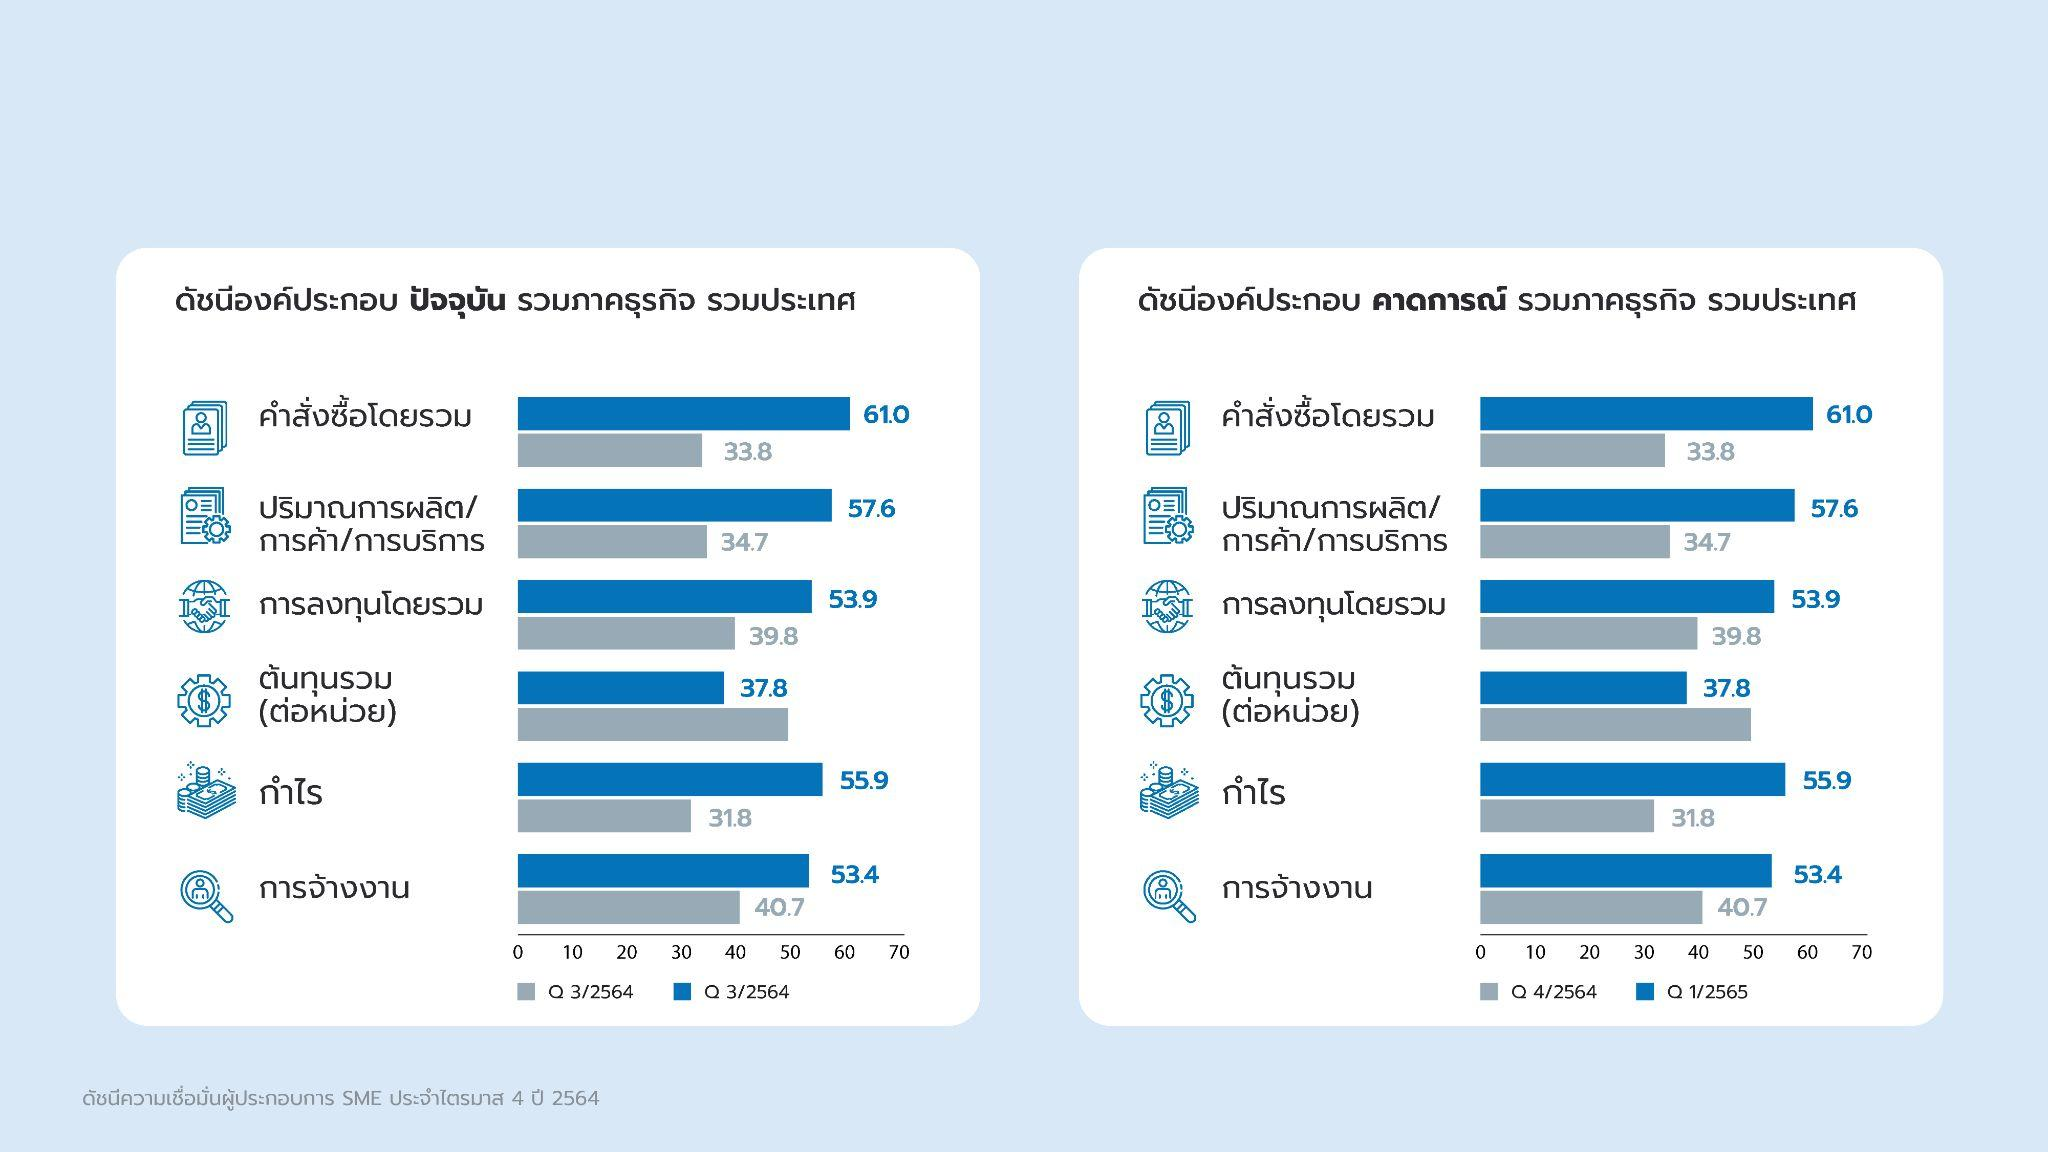 ดัชนีองค์ประกอบ ปัจจุบัน รวมภาคธุรกิจ รวมประเทศ
คำสั่งซื้อโดยรวม
61.0
33.8
ปริมาณการผลิต/
การค้า/การบริการ
57.6
34.7
การลงทุนโดยรวม
53.9
39.8
ต้นทุนรวม
(ต่อหน่วย)
37.8
กำไร
55.9
31.8
การจ้างงาน
53.4
40.7
0 10 20 30 40 50 60 70
Q 3/2564 Q 3/2564
ดัชนีองค์ประกอบ คาดการณ์ รวมภาคธุรกิจ รวมประเทศ
คำสั่งซื้อโดยรวม
61.0
33.8
ปริมาณการผลิต/
การค้า/การบริการ
57.6
34.7
การลงทุนโดยรวม
53.9
39.8
ต้นทุนรวม
(ต่อหน่วย)
37.8
กำไร
55.9
31.8
การจ้างงาน
53.4
40.7
0 10 20 30 40 50 60 70
Q 4/2564 Q 1/2565
ดัชนีความเชื่อมั่นผู้ประกอบการ SME ประจำไตรมาส 4 ปี 2564